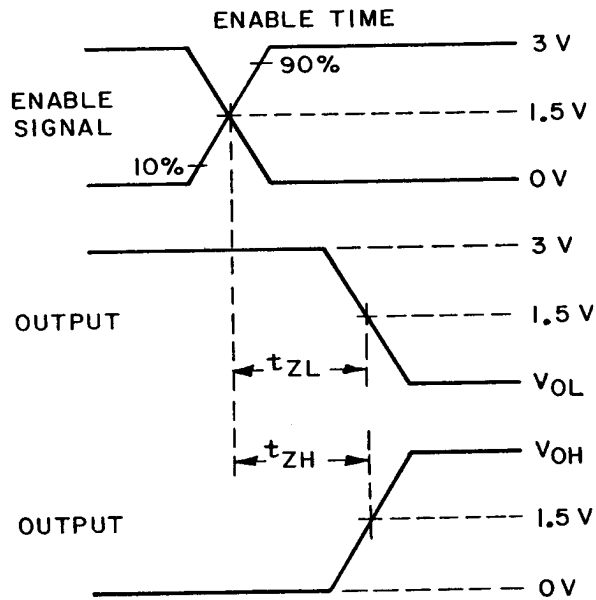 ENABLE TIME
3 V
90%
ENABLE
SIGNAL
1.5 V
10%
0 V
3 V
OUTPUT
1.5 V
tZL
VOL
tZH
VOH
OUTPUT
1.5 V
0 V